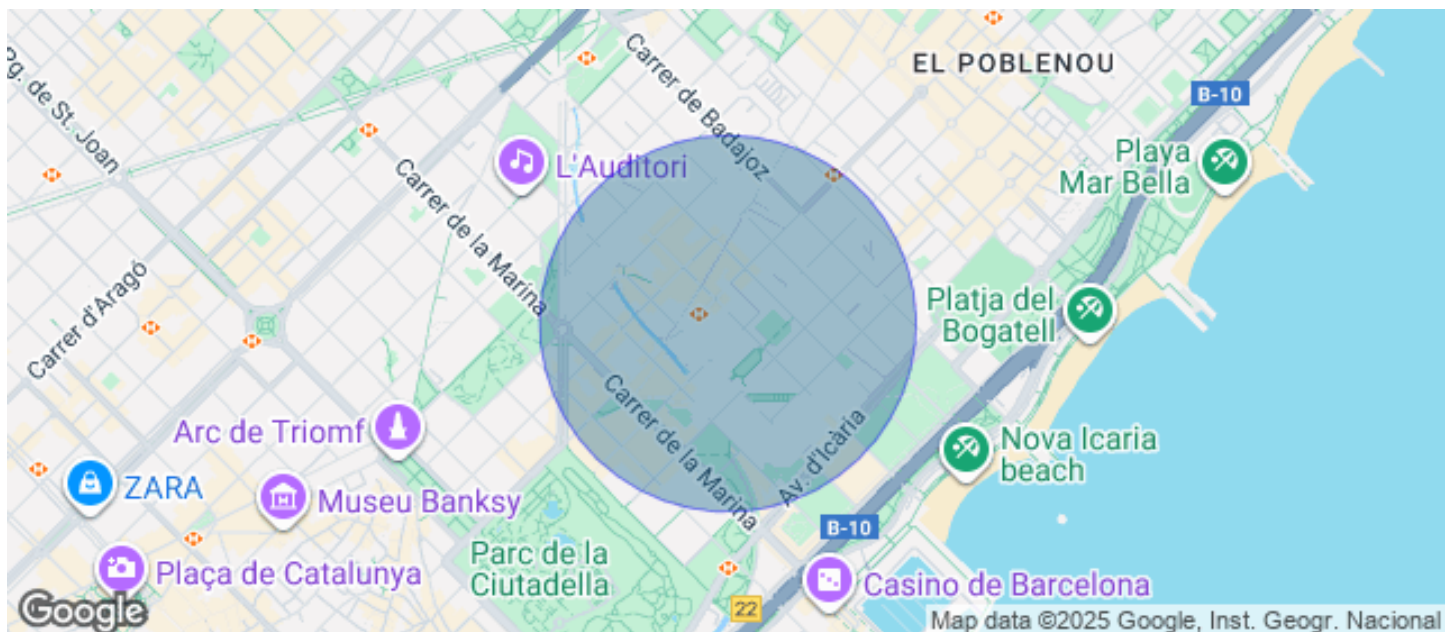 EL POBLENOU
B-10
Carrer de Badajoz
Pg. de St. Joan
L'Auditori
Playa
Mar Bella
Carrer de la Marina
Carrer d'Aragó
Platja del
Bogatell
Arc de Triomf
Carrer de la Marina
Av. d'Icària
Nova Icaria
beach
ZARA
Museu Banksy
B-10
Parc de la
Ciutadella
Plaça de Catalunya
Casino de Barcelona
22
Google
Map data ©2025 Google, Inst. Geogr. Nacional